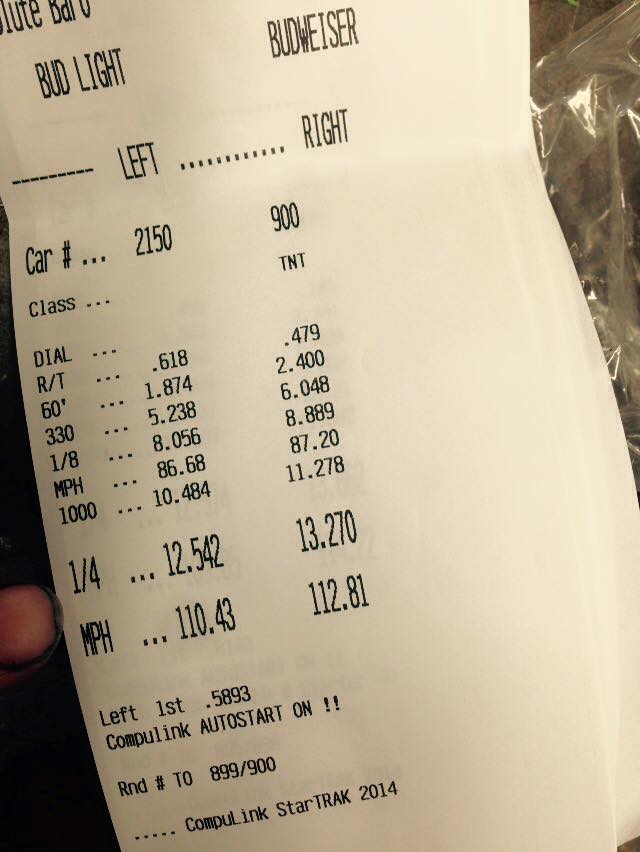 BUD LIGHT BUDWEISER
--------- LEFT ............ RIGHT
Car # ... 2150 900
Class ... TNT
DIAL ...
R/T ... .618 .479
60' ... 1.874 2.400
330 ... 5.238 6.048
1/8 ... 8.056 8.889
MPH ... 86.68 87.20
1000 ... 10.484 11.278
1/4 ... 12.542 13.270
MPH ... 110.43 112.81
Left 1st .5893
Compulink AUTOSTART ON !!
Rnd # TO 899/900
..... CompuLink StarTRAK 2014